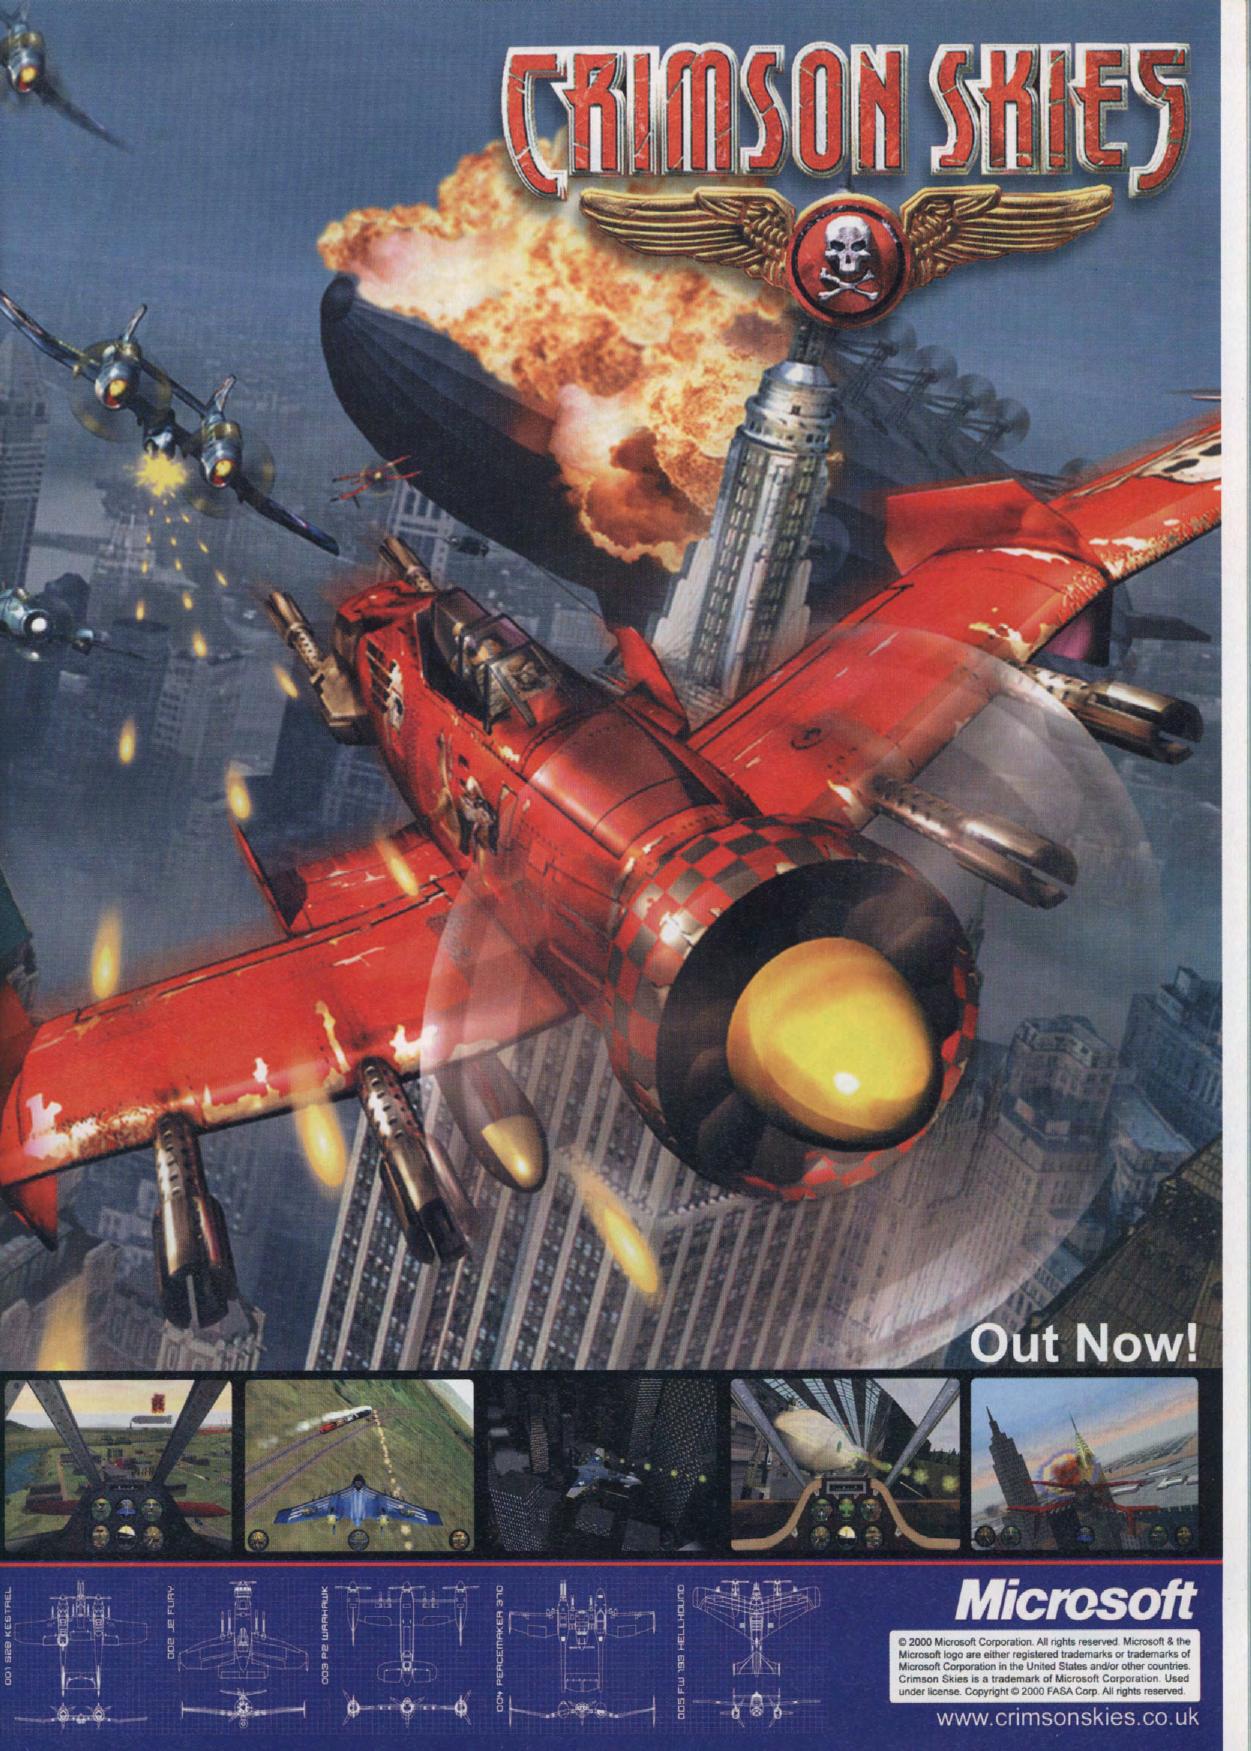 CRIMSON SKIES
Out Now!
001 S2B KESTREL
002 J2 FURY
003 P2 WARHAWK
004 PEACEMAKER 370
005 FW 189 HELLHOUND
Microsoft
© 2000 Microsoft Corporation. All rights reserved. Microsoft & the
Microsoft logo are either registered trademarks or trademarks of
Microsoft Corporation in the United States and/or other countries.
Crimson Skies is a trademark of Microsoft Corporation. Used
under license. Copyright © 2000 FASA Corp. All rights reserved.
www.crimsonskies.co.uk